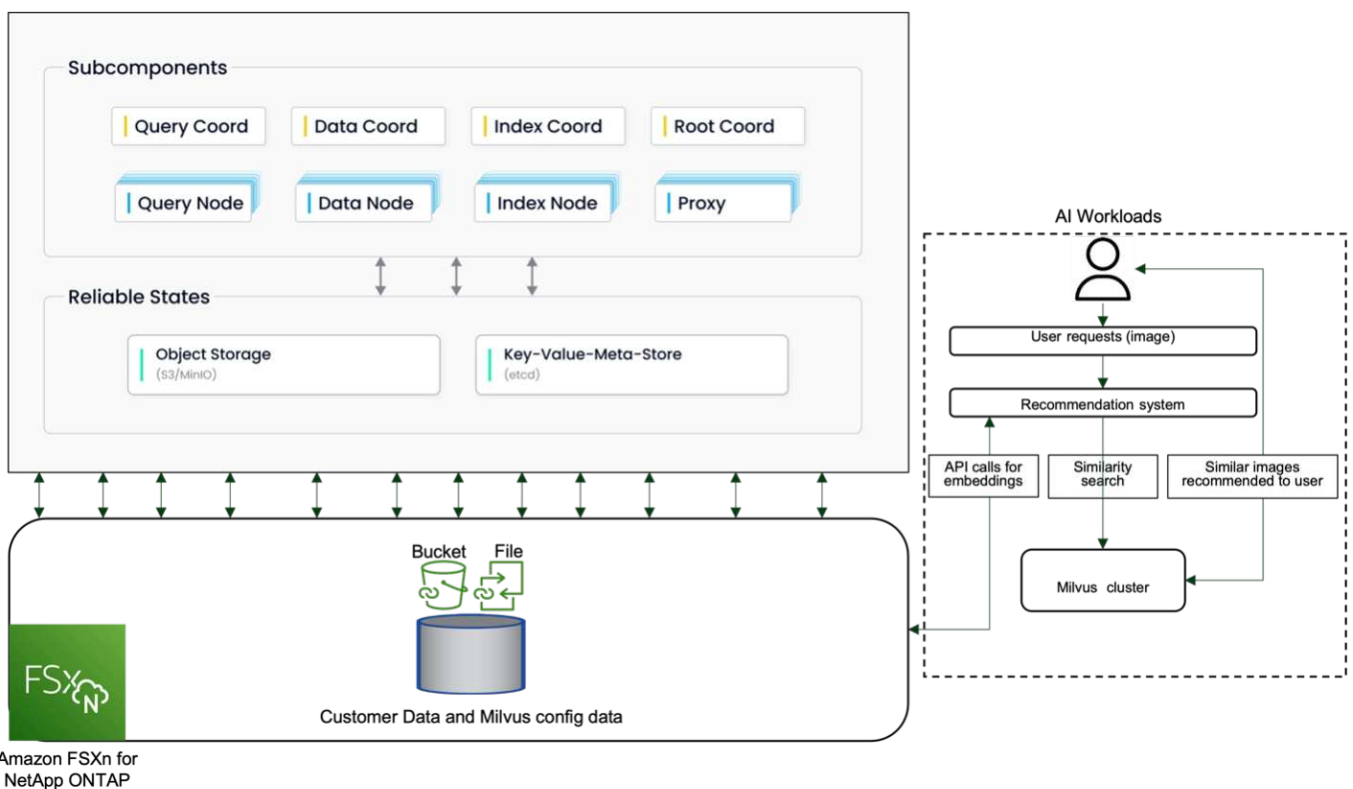 Subcomponents
Query Coord
Data Coord
Index Coord
Root Coord
Query Node
Data Node
Index Node
Proxy
Reliable States
Object Storage
(S3/MinIO)
Key-Value-Meta-Store
(etcd)
Bucket
File
FSx
N
Customer Data and Milvus config data
Amazon FSXn for
NetApp ONTAP
AI Workloads
User requests (image)
Recommendation system
API calls for
embeddings
Similarity
search
Similar images
recommended to user
Milvus cluster